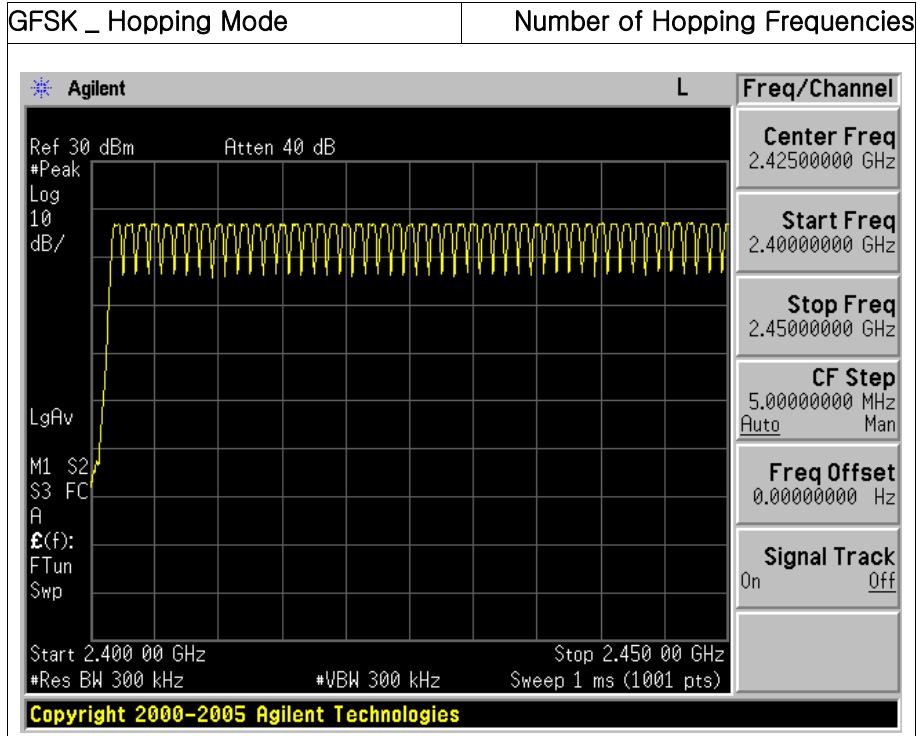 GFSK _ Hopping Mode
Number of Hopping Frequencies
Agilent
L
Freq/Channel
Ref 30 dBm
Atten 40 dB
#Peak
Log
10
dB/
LgAv
M1 S2
S3 FC
A
£(f):
FTun
Swp
Start 2.400 00 GHz
Stop 2.450 00 GHz
#Res BW 300 kHz
#VBW 300 kHz
Sweep 1 ms (1001 pts)
Copyright 2000-2005 Agilent Technologies
Center Freq
2.42500000 GHz
Start Freq
2.40000000 GHz
Stop Freq
2.45000000 GHz
CF Step
5.00000000 MHz
Auto Man
Freq Offset
0.00000000 Hz
Signal Track
On Off